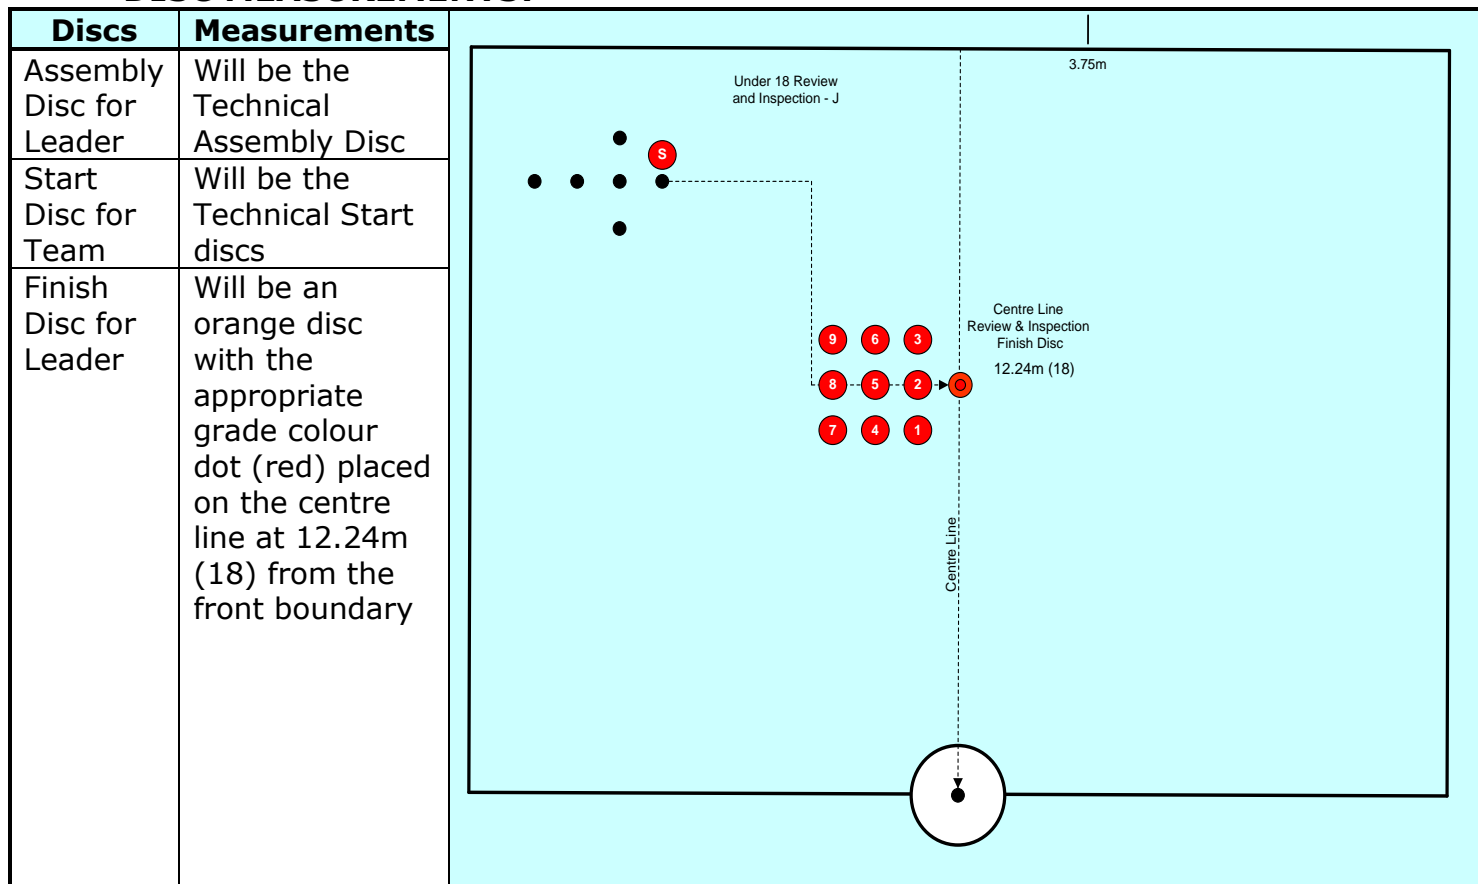 DISC MEASUREMENTS:
Discs Measurements
Assembly
Disc for
Leader
Will be the
Technical
Assembly Disc
Start
Disc for
Team
Will be the
Technical Start
discs
Finish
Disc for
Leader
Will be an
orange disc
with the
appropriate
grade colour
dot (red) placed
on the centre
line at 12.24m
(18) from the
front boundary
3.75m
Under 18 Review
and Inspection - J
S
Centre Line
Review & Inspection
Finish Disc
12.24m (18)
9 6 3
8 5 2
7 4 1
Centre Line